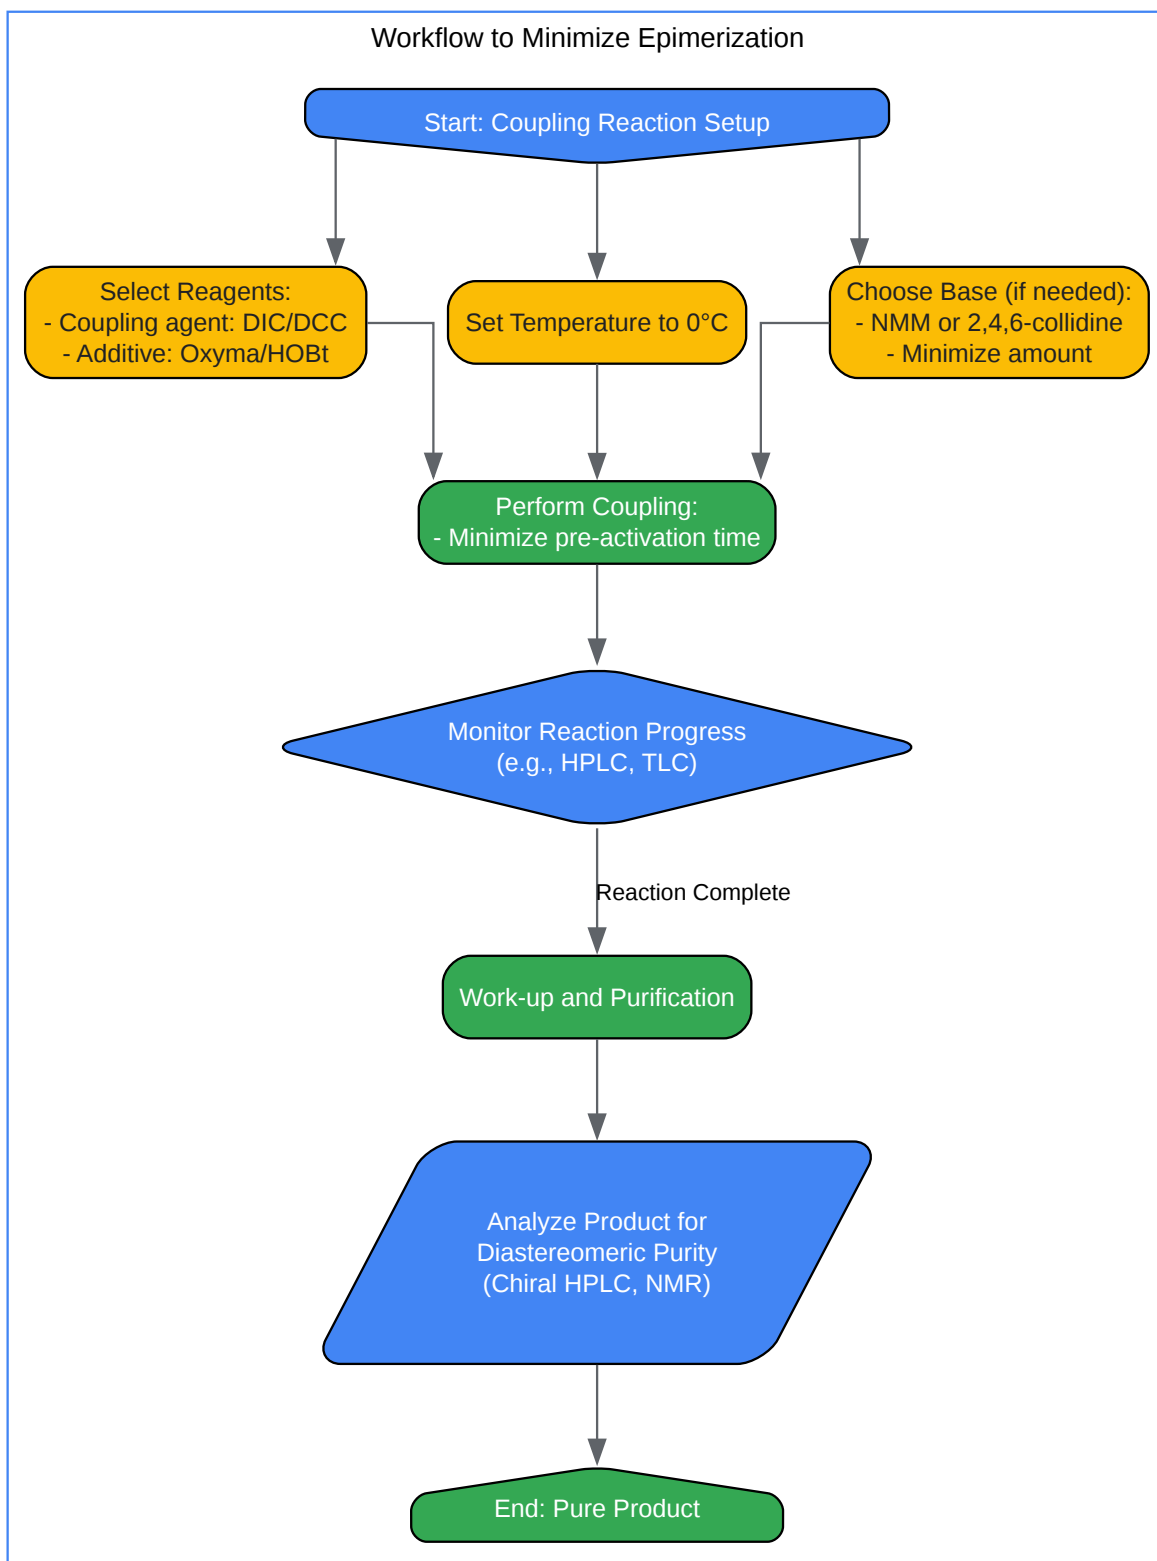 Workflow to Minimize Epimerization
Start: Coupling Reaction Setup
Select Reagents:
- Coupling agent: DIC/DCC
- Additive: Oxyma/HOBt
Set Temperature to 0°C
Choose Base (if needed):
- NMM or 2,4,6-collidine
- Minimize amount
Perform Coupling:
- Minimize pre-activation time
Monitor Reaction Progress
(e.g., HPLC, TLC)
Reaction Complete
Work-up and Purification
Analyze Product for
Diastereomeric Purity
(Chiral HPLC, NMR)
End: Pure Product